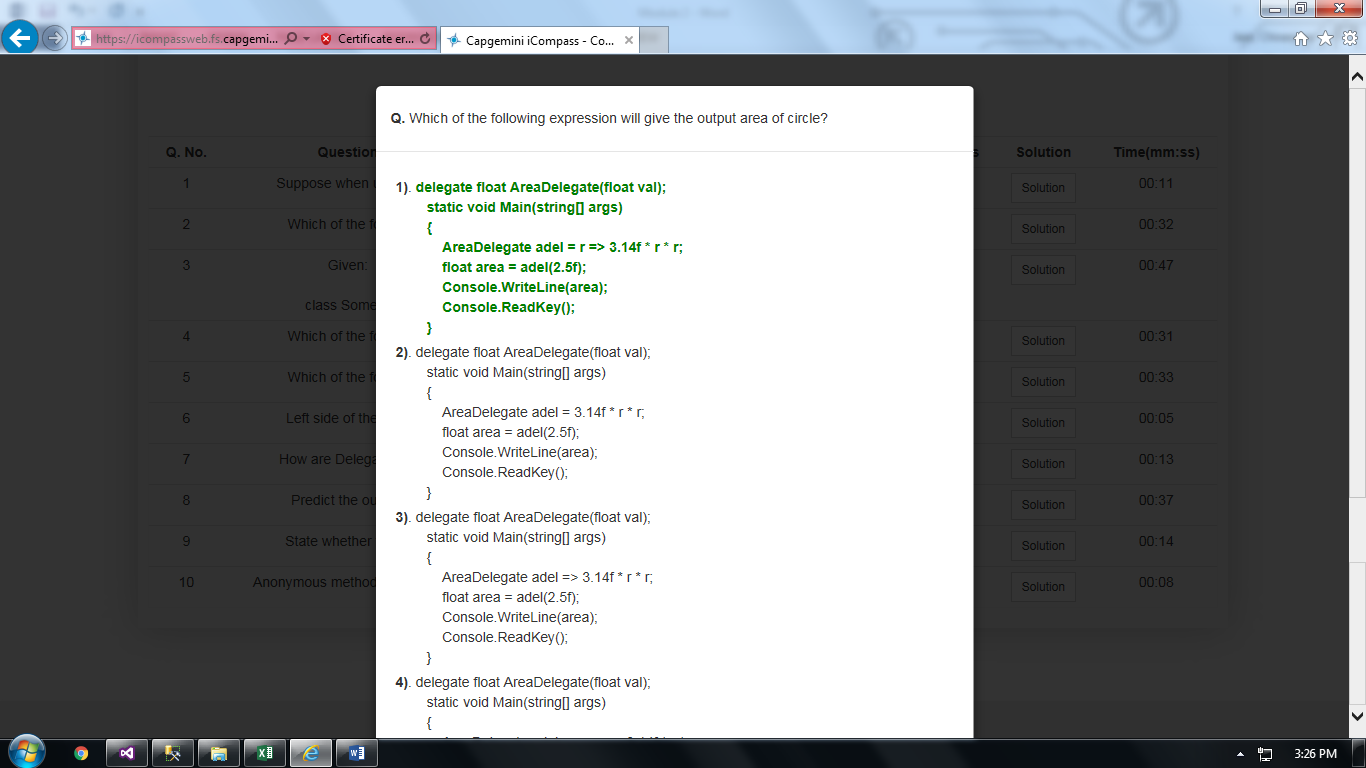 https://icompassweb.fs.capgemi...
Certificate er...
Capgemini iCompass - Co...
Q. Which of the following expression will give the output area of circle?
Q. No.
Question
s
Solution
Time(mm:ss)
1
Suppose when
Solution
00:11
2
Which of the f
Solution
00:32
3
Given:
class Some
Solution
00:47
4
Which of the f
Solution
00:31
5
Which of the f
Solution
00:33
6
Left side of the
Solution
00:05
7
How are Delega
Solution
00:13
8
Predict the ou
Solution
00:37
9
State whether
Solution
00:14
10
Anonymous method
Solution
00:08
1). delegate float AreaDelegate(float val);
static void Main(string[] args)
{
AreaDelegate adel = r => 3.14f * r * r;
float area = adel(2.5f);
Console.WriteLine(area);
Console.ReadKey();
}
2). delegate float AreaDelegate(float val);
static void Main(string[] args)
{
AreaDelegate adel = 3.14f * r * r;
float area = adel(2.5f);
Console.WriteLine(area);
Console.ReadKey();
}
3). delegate float AreaDelegate(float val);
static void Main(string[] args)
{
AreaDelegate adel => 3.14f * r * r;
float area = adel(2.5f);
Console.WriteLine(area);
Console.ReadKey();
}
4). delegate float AreaDelegate(float val);
static void Main(string[] args)
{
3:26 PM